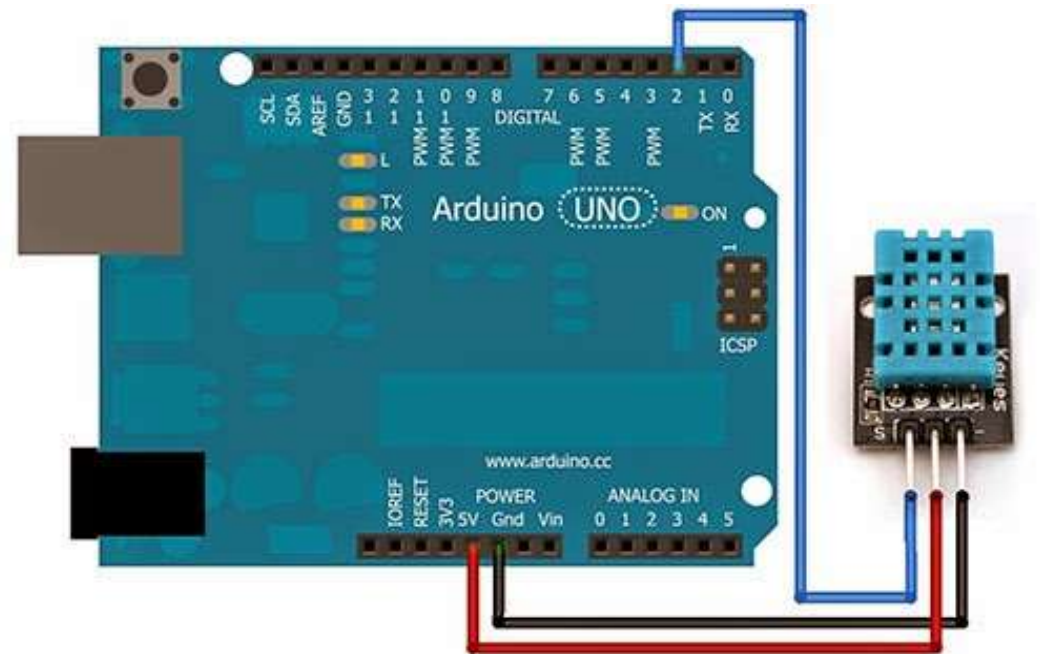 SCL
SDA
AREF
GND
13
12
PWM 11
PWM 10
PWM 9
8
7
PWM 6
PWM 5
4
PWM 3
2
TX 1
RX 0
DIGITAL
L
TX
RX
Arduino UNO
ON
1
ICSP
Keyes
S
-
www.arduino.cc
POWER
ANALOG IN
IOREF
RESET
3V3
5V
Gnd
Vin
0 1 2 3 4 5